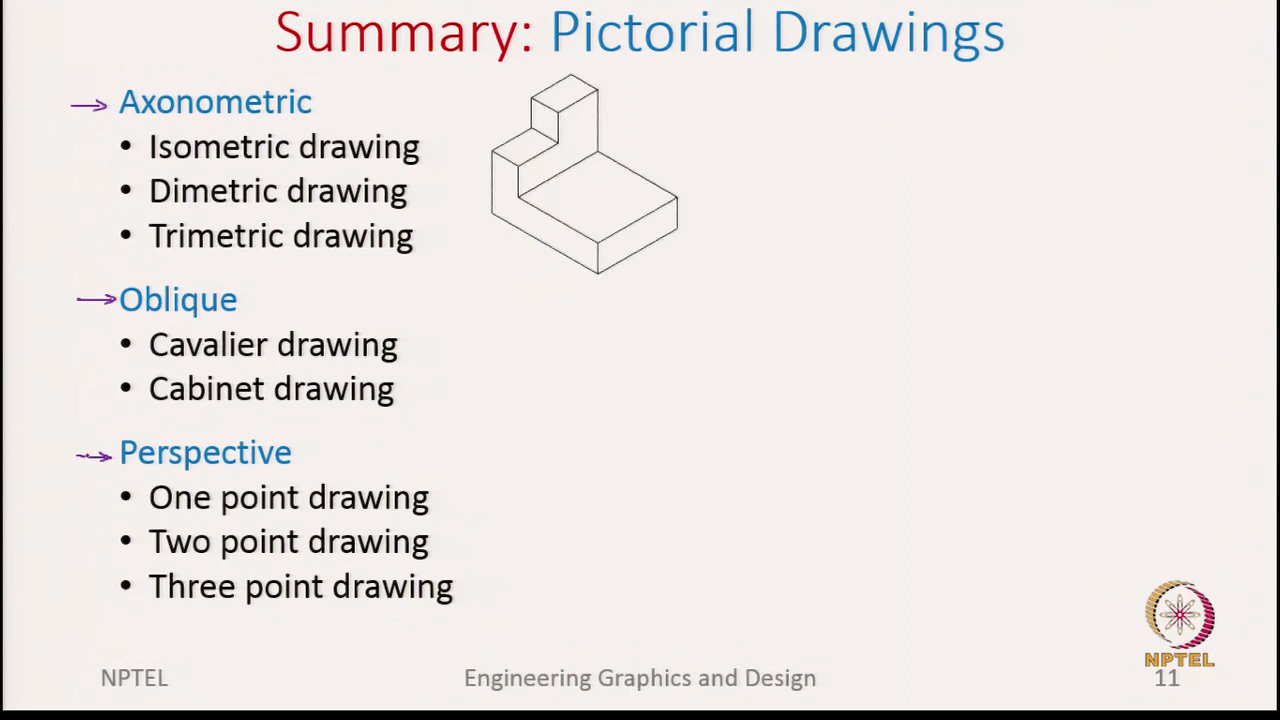 Summary: Pictorial Drawings
Axonometric
• Isometric drawing
• Dimetric drawing
• Trimetric drawing
Oblique
• Cavalier drawing
• Cabinet drawing
Perspective
• One point drawing
• Two point drawing
• Three point drawing
NPTEL
NPTEL
Engineering Graphics and Design
11